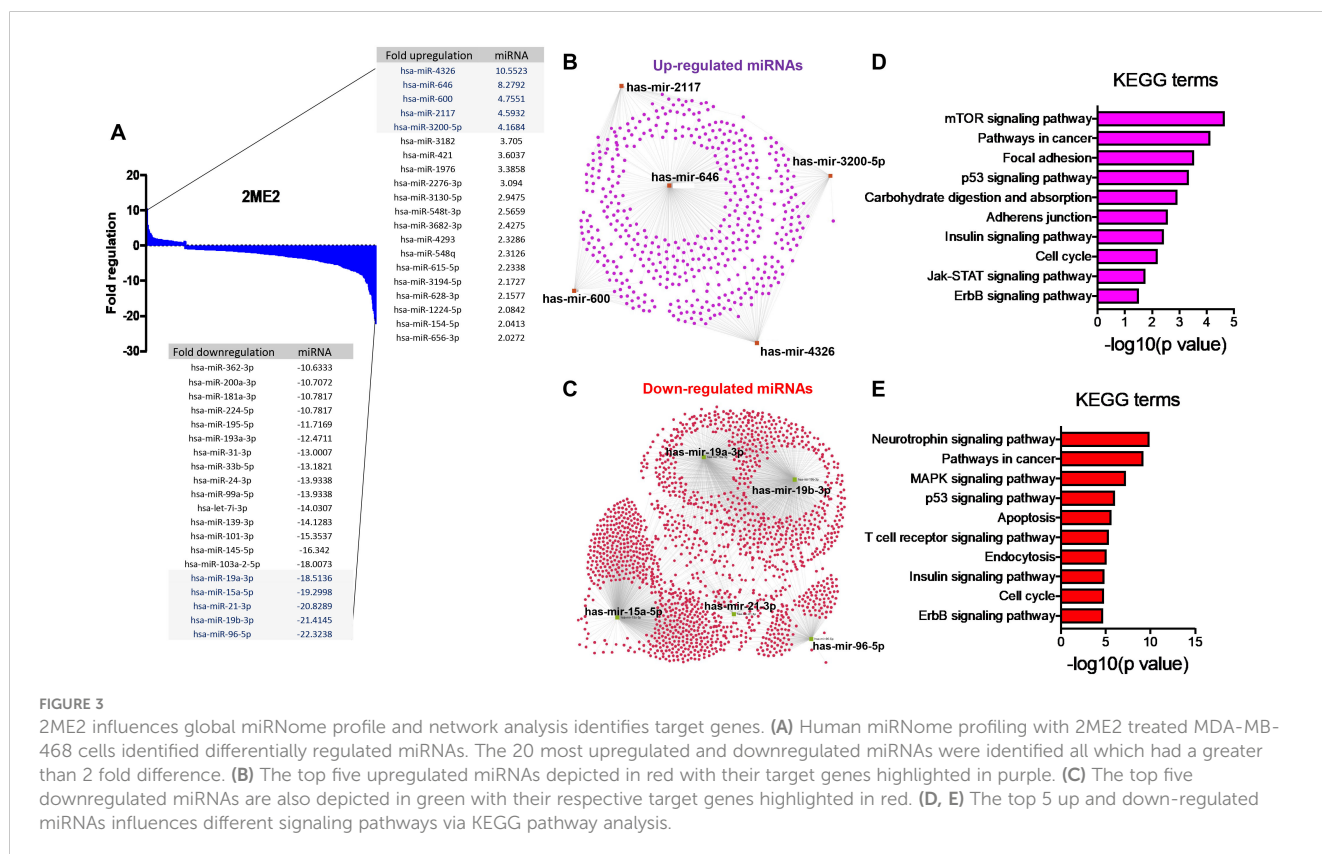 A
20
10
0
-10
-20
-30
Fold regulation
2ME2
Fold upregulation miRNA
hsa-miR-4326 10.5523
hsa-miR-646 8.2792
hsa-miR-600 4.7551
hsa-miR-2117 4.5932
hsa-miR-3200-5p 4.1684
hsa-miR-3182 3.705
hsa-miR-421 3.6037
hsa-miR-1976 3.3858
hsa-miR-2276-3p 3.094
hsa-miR-3130-5p 2.9475
hsa-miR-548t-3p 2.5659
hsa-miR-3682-3p 2.4275
hsa-miR-4293 2.3286
hsa-miR-548q 2.3126
hsa-miR-615-5p 2.2338
hsa-miR-3194-5p 2.1727
hsa-miR-628-3p 2.1577
hsa-miR-1224-5p 2.0842
hsa-miR-154-5p 2.0413
hsa-miR-656-3p 2.0272
Fold downregulation miRNA
hsa-miR-362-3p -10.6333
hsa-miR-200a-3p -10.7072
hsa-miR-181a-3p -10.7817
hsa-miR-224-5p -10.7817
hsa-miR-195-5p -11.7169
hsa-miR-193a-3p -12.4711
hsa-miR-31-3p -13.0007
hsa-miR-33b-5p -13.1821
hsa-miR-24-3p -13.9338
hsa-miR-99a-5p -13.9338
hsa-let-7i-3p -14.0307
hsa-miR-139-3p -14.1283
hsa-miR-101-3p -15.3537
hsa-miR-145-5p -16.342
hsa-miR-103a-2-5p -18.0073
hsa-miR-19a-3p -18.5136
hsa-miR-15a-5p -19.2998
hsa-miR-21-3p -20.8289
hsa-miR-19b-3p -21.4145
hsa-miR-96-5p -22.3238
B
Up-regulated miRNAs
has-mir-2117
has-mir-3200-5p
has-mir-646
has-mir-600
has-mir-4326
C
Down-regulated miRNAs
has-mir-19a-3p
has-mir-19b-3p
has-mir-15a-5p
has-mir-21-3p
has-mir-96-5p
D
KEGG terms
mTOR signaling pathway
Pathways in cancer
Focal adhesion
p53 signaling pathway
Carbohydrate digestion and absorption
Adherens junction
Insulin signaling pathway
Cell cycle
Jak-STAT signaling pathway
ErbB signaling pathway
0 1 2 3 4 5
-log10(p value)
E
KEGG terms
Neurotrophin signaling pathway
Pathways in cancer
MAPK signaling pathway
p53 signaling pathway
Apoptosis
T cell receptor signaling pathway
Endocytosis
Insulin signaling pathway
Cell cycle
ErbB signaling pathway
0 5 10 15
-log10(p value)
FIGURE 3
2ME2 influences global miRNome profile and network analysis identifies target genes. (A) Human miRNome profiling with 2ME2 treated MDA-MB-
468 cells identified differentially regulated miRNAs. The 20 most upregulated and downregulated miRNAs were identified all which had a greater
than 2 fold difference. (B) The top five upregulated miRNAs depicted in red with their target genes highlighted in purple. (C) The top five
downregulated miRNAs are also depicted in green with their respective target genes highlighted in red. (D, E) The top 5 up and down-regulated
miRNAs influences different signaling pathways via KEGG pathway analysis.